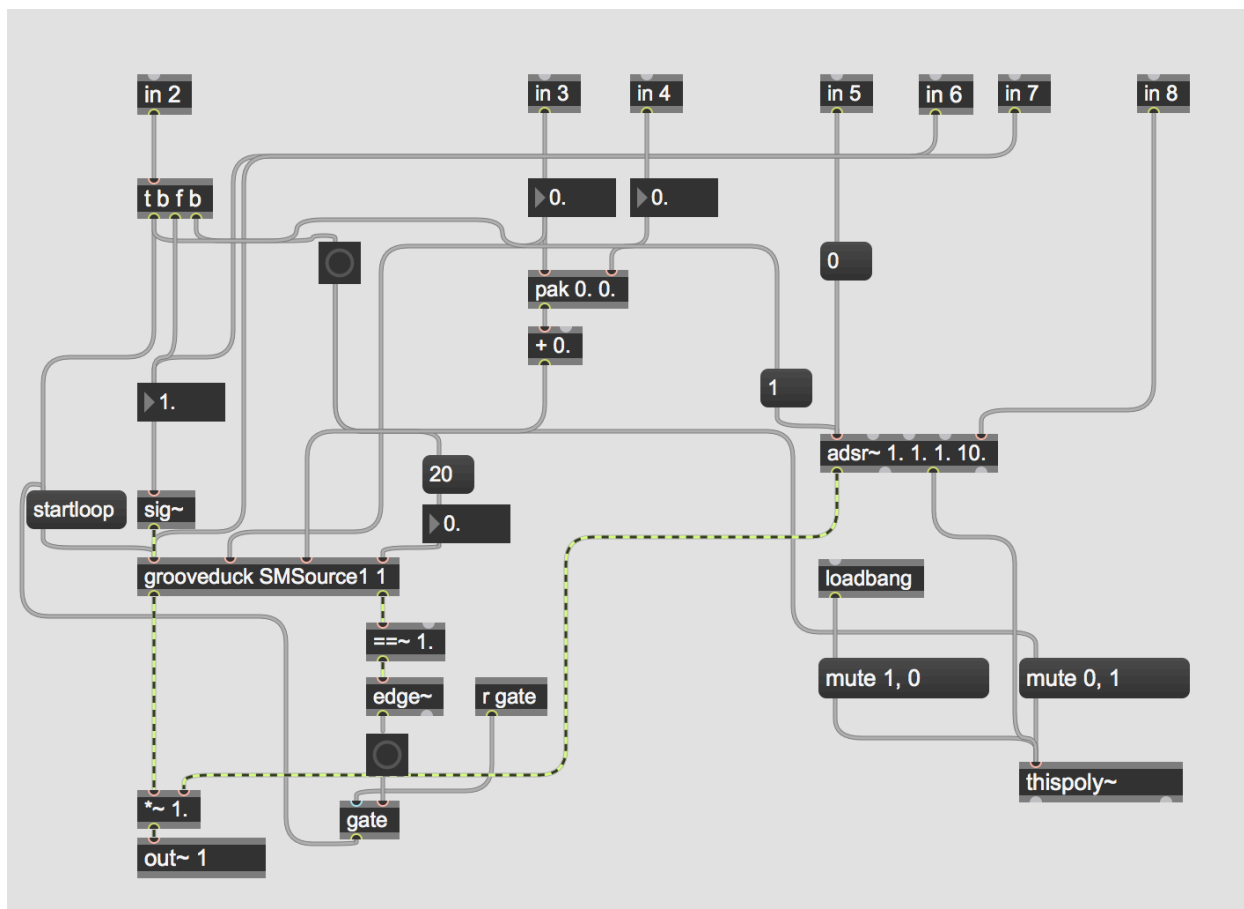 in 2
in 3
in 4
in 5
in 6
in 7
in 8
t b f b
0.
0.
0
pak 0. 0.
+ 0.
1.
1
adsr~ 1. 1. 1. 10.
20
startloop
sig~
0.
grooveduck SMSource1 1
loadbang
==~ 1.
edge~
r gate
mute 1, 0
mute 0, 1
thispoly~
*~ 1.
gate
out~ 1